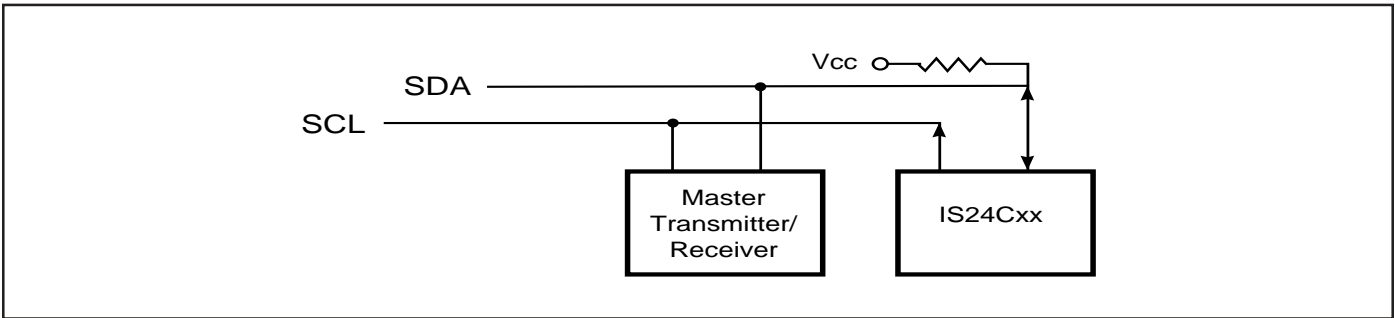 Vcc
SDA
SCL
Master
Transmitter/
Receiver
IS24Cxx